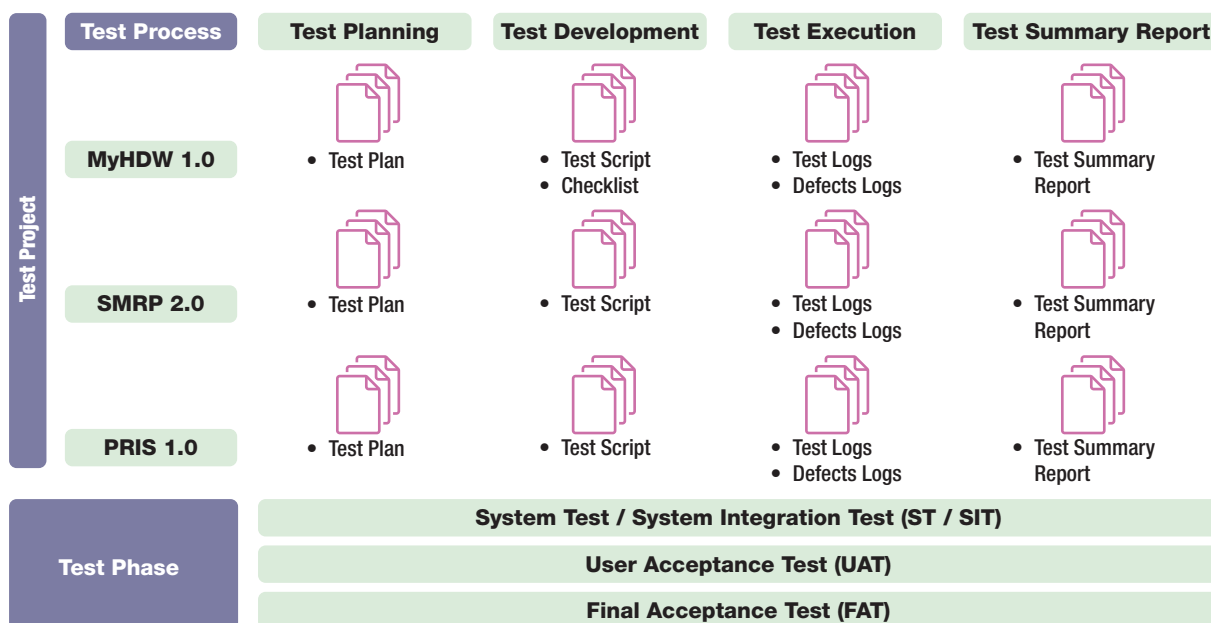 Test Process Test Planning Test Development Test Execution Test Summary Report
Test Project
MyHDW 1.0
• Test Plan
• Test Script
• Checklist
• Test Logs
• Defects Logs
• Test Summary
Report
SMRP 2.0
• Test Plan
• Test Script
• Test Logs
• Defects Logs
• Test Summary
Report
PRIS 1.0
• Test Plan
• Test Script
• Test Logs
• Defects Logs
• Test Summary
Report
Test Phase
System Test / System Integration Test (ST / SIT)
User Acceptance Test (UAT)
Final Acceptance Test (FAT)